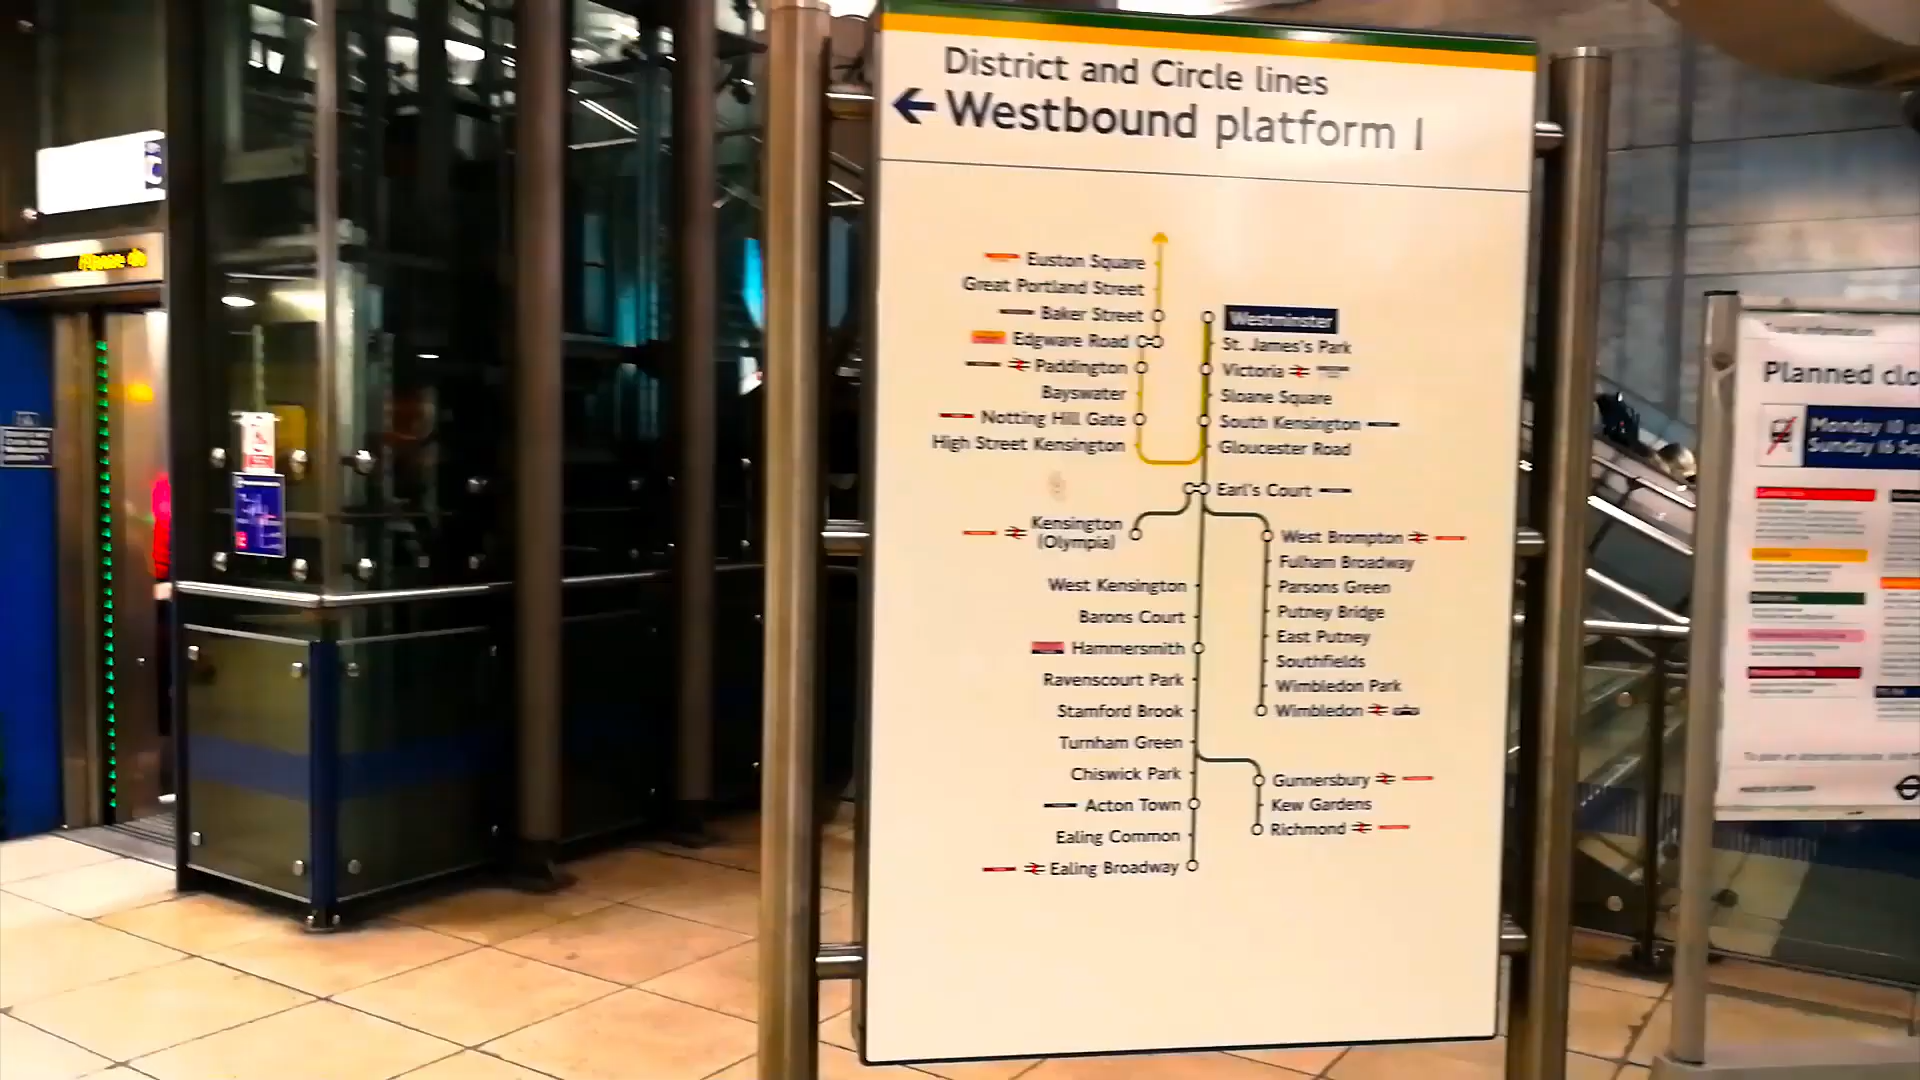 District and Circle lines
Westbound platform 1
Euston Square
Great Portland Street
Baker Street
Edgware Road
Paddington
Bayswater
Notting Hill Gate
High Street Kensington
Westminster
St. James's Park
Victoria
Sloane Square
South Kensington
Gloucester Road
Earl's Court
Kensington
(Olympia)
West Kensington
Barons Court
Hammersmith
Ravenscourt Park
Stamford Brook
Turnham Green
Chiswick Park
Acton Town
Ealing Common
Ealing Broadway
West Brompton
Fulham Broadway
Parsons Green
Putney Bridge
East Putney
Southfields
Wimbledon Park
Wimbledon
Gunnersbury
Kew Gardens
Richmond
Travel information
Planned clo
Monday 10 u
Sunday 16 Se